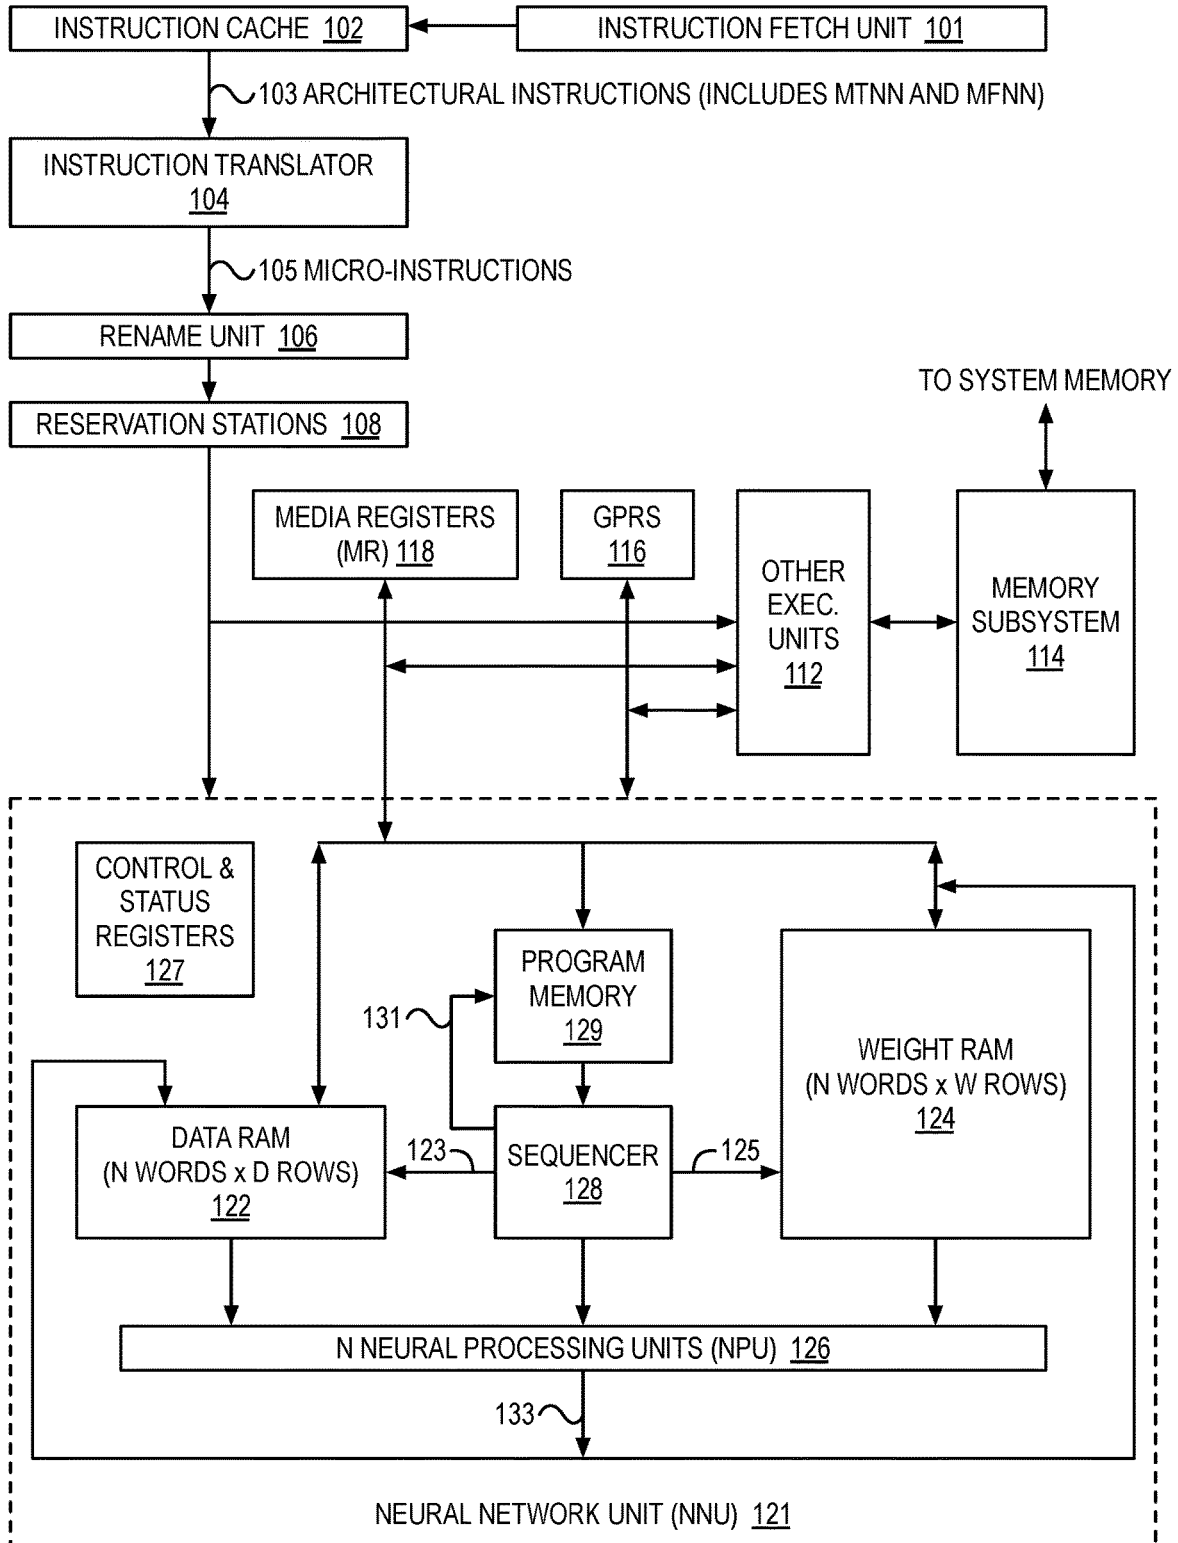 INSTRUCTION CACHE 102
INSTRUCTION FETCH UNIT 101
103 ARCHITECTURAL INSTRUCTIONS (INCLUDES MTNN AND MFNN)
INSTRUCTION TRANSLATOR
104
105 MICRO-INSTRUCTIONS
RENAME UNIT 106
TO SYSTEM MEMORY
RESERVATION STATIONS 108
MEDIA REGISTERS
(MR) 118
GPRS
116
OTHER
EXEC.
UNITS
112
MEMORY
SUBSYSTEM
114
CONTROL &
STATUS
REGISTERS
127
PROGRAM
MEMORY
129
131
WEIGHT RAM
(N WORDS x W ROWS)
124
DATA RAM
(N WORDS x D ROWS)
122
123
SEQUENCER
128
125
N NEURAL PROCESSING UNITS (NPU) 126
133
NEURAL NETWORK UNIT (NNU) 121